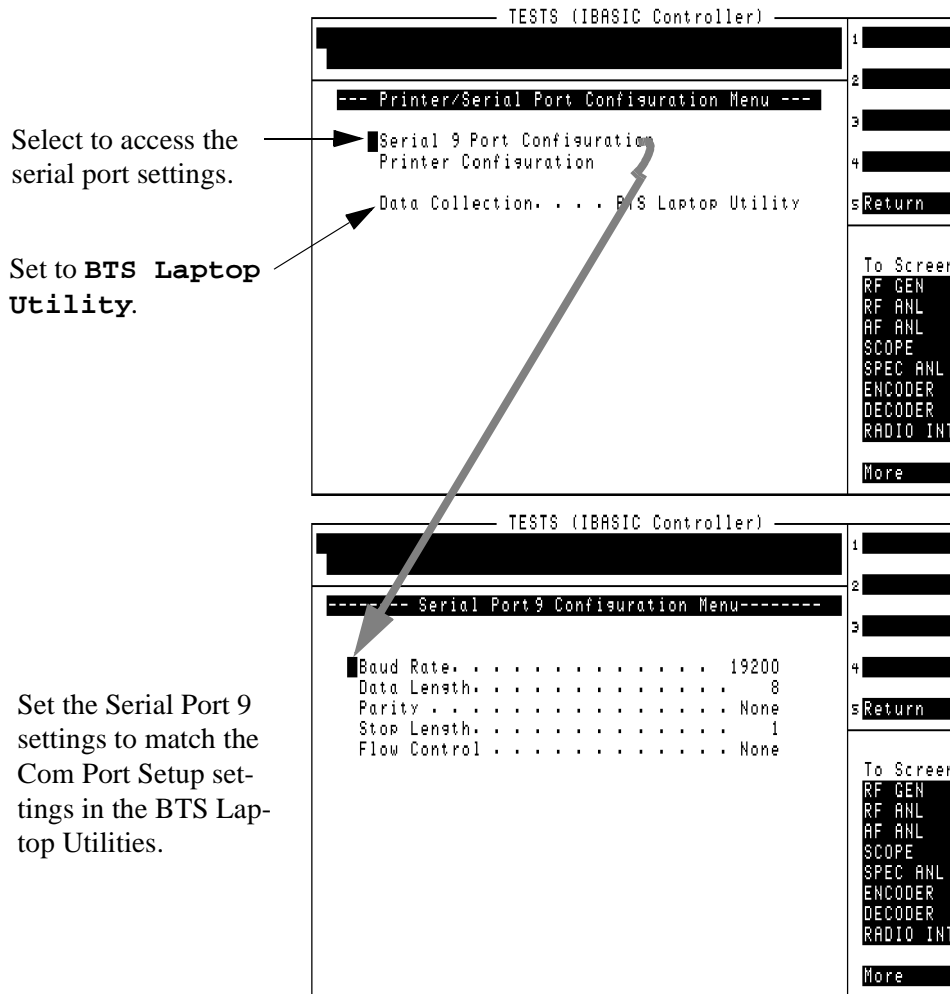 TESTS (IBASIC Controller)
1
2
--- Printer/Serial Port Configuration Menu ---
3
Select to access the
serial port settings.
Serial 9 Port Configuration
Printer Configuration
4
Data Collection. . . . BTS Laptop Utility
5 Return
Set to BTS Laptop
Utility.
To Screen
RF GEN
RF ANL
AF ANL
SCOPE
SPEC ANL
ENCODER
DECODER
RADIO INT
More
TESTS (IBASIC Controller)
1
2
-------- Serial Port9 Configuration Menu--------
3
Baud Rate. . . . . . . . . . . . . . 19200
4
Data Length. . . . . . . . . . . . . . 8
Parity . . . . . . . . . . . . . . . None
5 Return
Stop Length. . . . . . . . . . . . . . 1
Flow Control . . . . . . . . . . . . None
Set the Serial Port 9
settings to match the
Com Port Setup set-
tings in the BTS Lap-
top Utilities.
To Screen
RF GEN
RF ANL
AF ANL
SCOPE
SPEC ANL
ENCODER
DECODER
RADIO INT
More